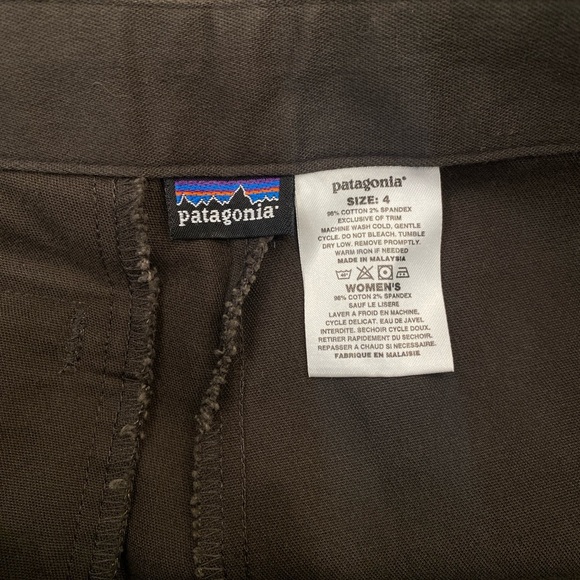 patagonia®
patagonia®
SIZE: 4
98% COTTON 2% SPANDEX
EXCLUSIVE OF TRIM
MACHINE WASH COLD, GENTLE
CYCLE. DO NOT BLEACH. TUMBLE
DRY LOW. REMOVE PROMPTLY.
WARM IRON IF NEEDED
MADE IN MALAYSIA
WOMEN'S
98% COTTON 2% SPANDEX
SAUF LE LISERE
LAVER A FROID EN MACHINE,
CYCLE DELICAT. EAU DE JAVEL
INTERDITE. SECHOIR CYCLE DOUX.
RETIRER RAPIDEMENT DU SECHOIR.
REPASSER A CHAUD SI NECESSAIRE.
FABRIQUE EN MALAISIE